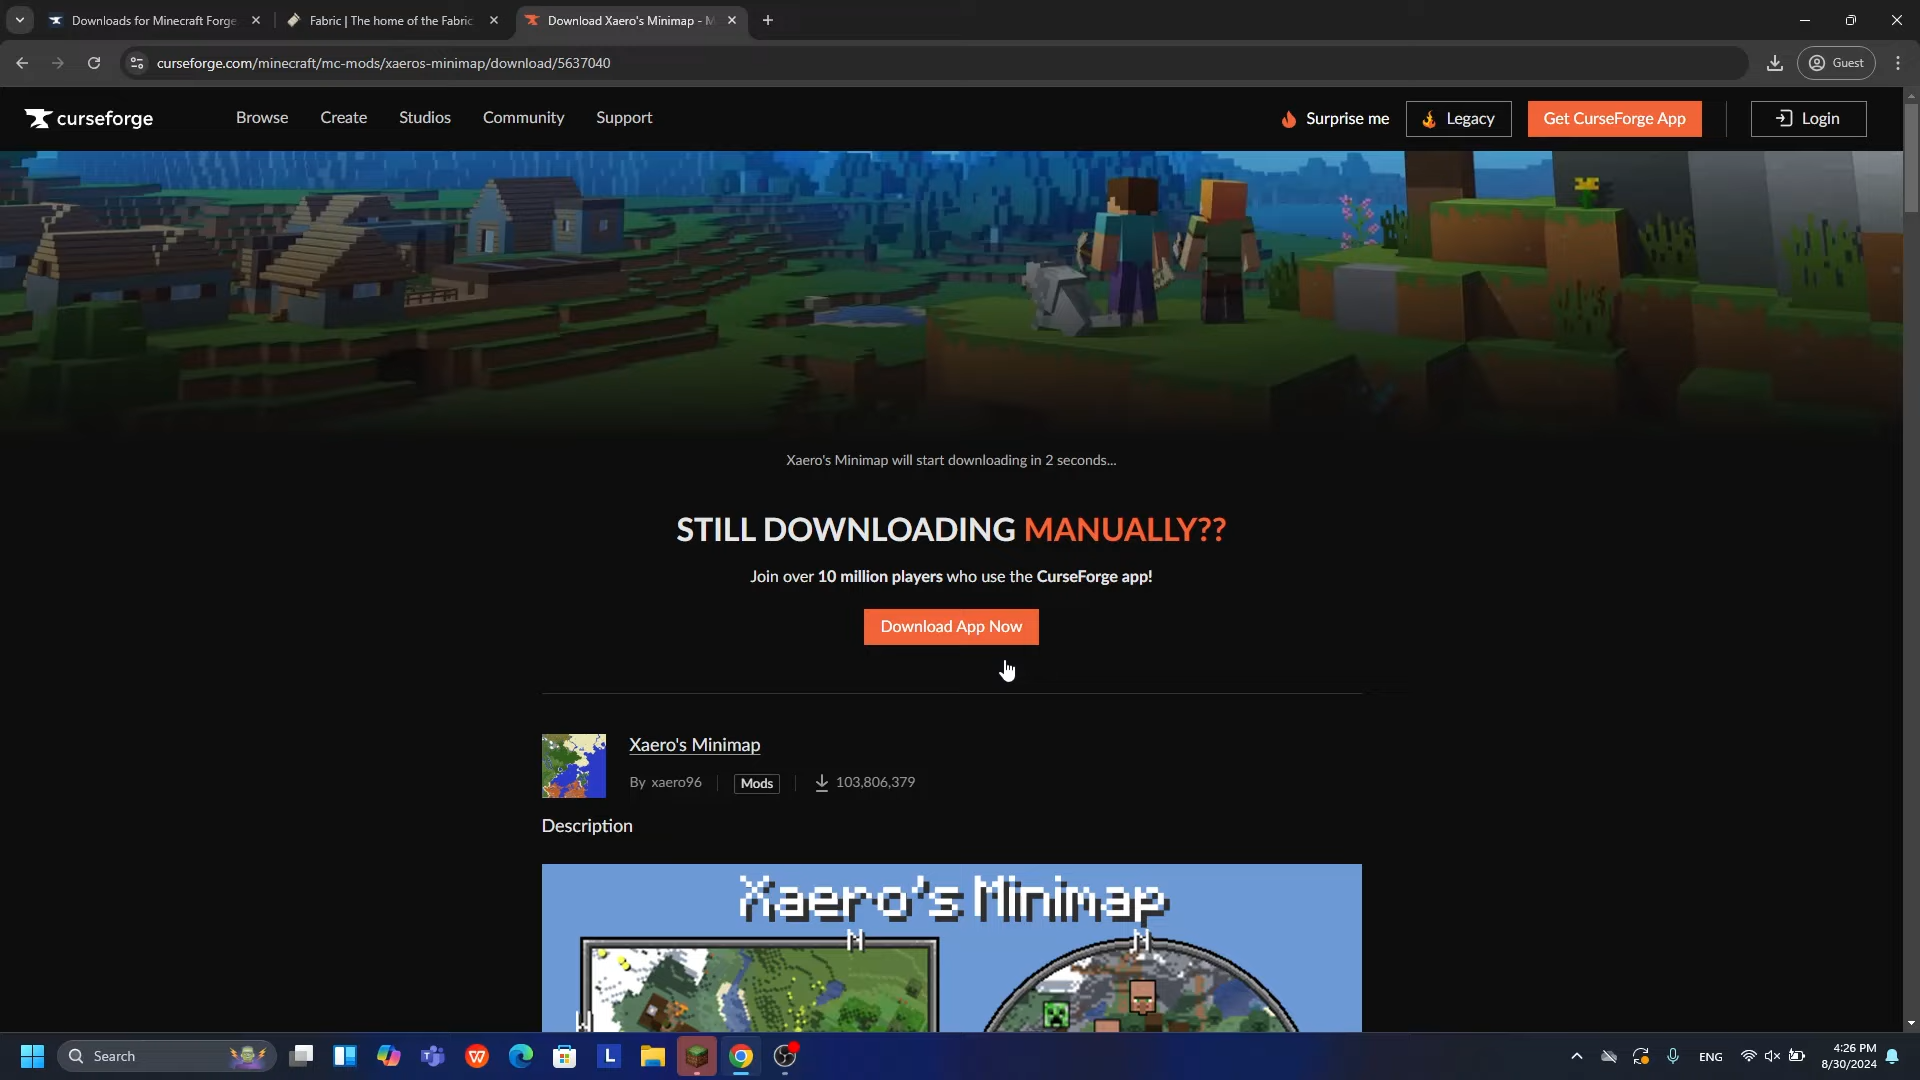 Downloads for Minecraft Forge
Fabric | The home of the Fabric
Download Xaero's Minimap - M
curseforge.com/minecraft/mc-mods/xaeros-minimap/download/5637040
Guest
curseforge
Browse
Create
Studios
Community
Support
Surprise me
Legacy
Get CurseForge App
Login
Xaero's Minimap will start downloading in 2 seconds...
STILL DOWNLOADING MANUALLY??
Join over 10 million players who use the CurseForge app!
Download App Now
Xaero's Minimap
By xaero96
Mods
103,806,379
Description
Xaero's Minimap
N
N
W
Search
ENG
4:26 PM
8/30/2024